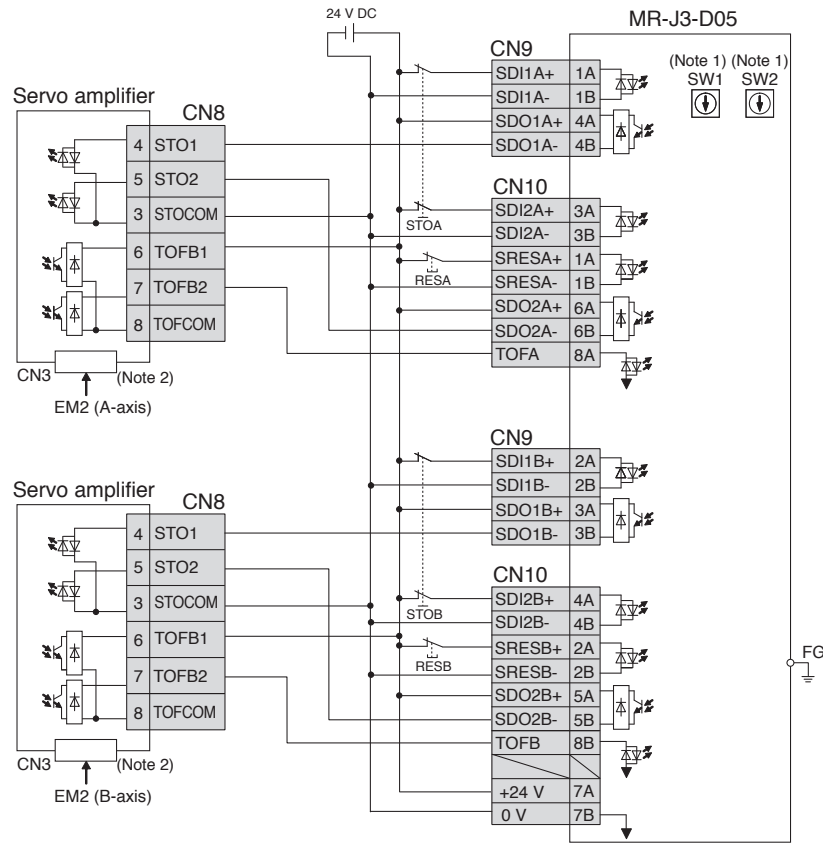 24 V DC
MR-J3-D05
(Note 1) (Note 1)
SW1 SW2
CN9
SDI1A+ 1A
SDI1A- 1B
SDO1A+ 4A
SDO1A- 4B
Servo amplifier
CN8
4 STO1
5 STO2
3 STOCOM
6 TOFB1
7 TOFB2
8 TOFCOM
CN3 (Note 2)
EM2 (A-axis)
STOA
RESA
CN10
SDI2A+ 3A
SDI2A- 3B
SRESA+ 1A
SRESA- 1B
SDO2A+ 6A
SDO2A- 6B
TOFA 8A
CN9
SDI1B+ 2A
SDI1B- 2B
SDO1B+ 3A
SDO1B- 3B
Servo amplifier
CN8
4 STO1
5 STO2
3 STOCOM
6 TOFB1
7 TOFB2
8 TOFCOM
CN3 (Note 2)
EM2 (B-axis)
STOB
RESB
CN10
SDI2B+ 4A
SDI2B- 4B
SRESB+ 2A
SRESB- 2B
SDO2B+ 5A
SDO2B- 5B
TOFB 8B
+24 V 7A
0 V 7B
FG